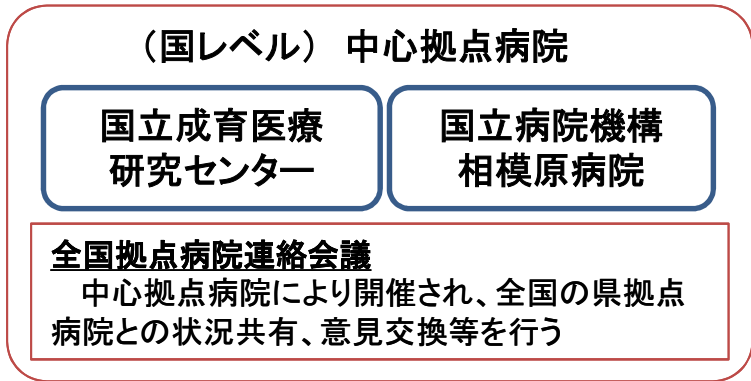 （国レベル） 中心拠点病院
国立成育医療
研究センター
国立病院機構
相模原病院
全国拠点病院連絡会議
　中心拠点病院により開催され、全国の県拠点
病院との状況共有、意見交換等を行う